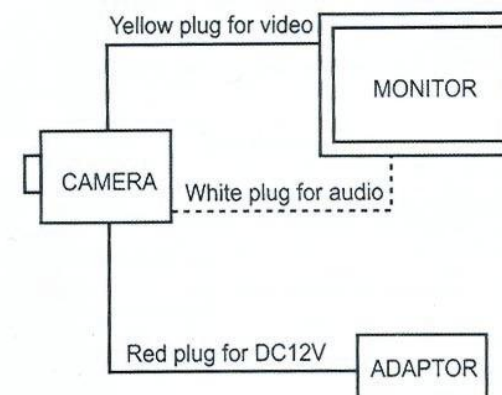 Yellow plug for video
MONITOR
CAMERA
White plug for audio
Red plug for DC12V
ADAPTOR